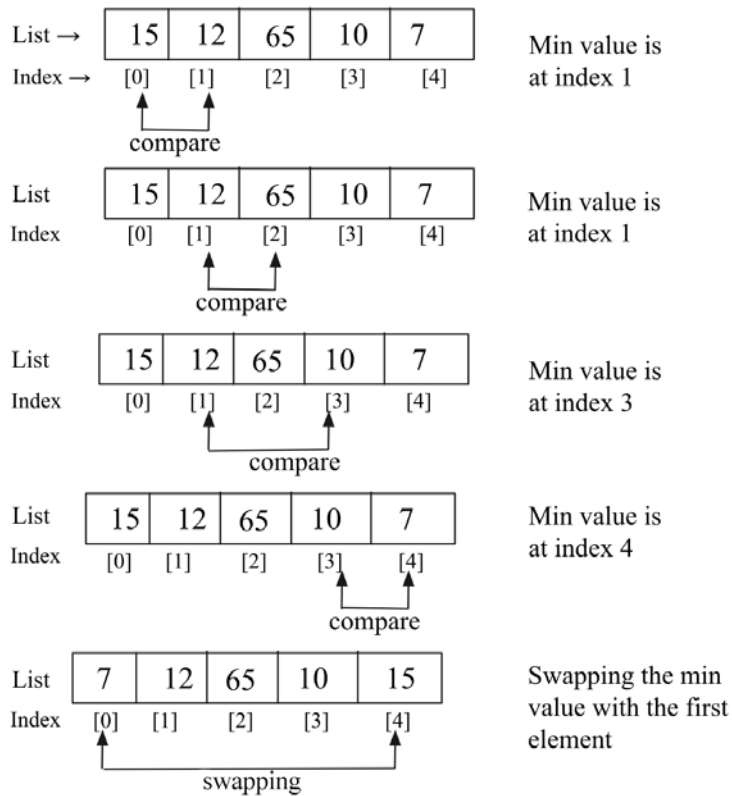 List → 15 12 65 10 7
Min value is
at index 1
Index → [0] [1] [2] [3] [4]
compare
List 15 12 65 10 7
Min value is
at index 1
Index [0] [1] [2] [3] [4]
compare
List 15 12 65 10 7
Min value is
at index 3
Index [0] [1] [2] [3] [4]
compare
List 15 12 65 10 7
Min value is
at index 4
Index [0] [1] [2] [3] [4]
compare
List 7 12 65 10 15
Swapping the min
value with the first
element
Index [0] [1] [2] [3] [4]
swapping